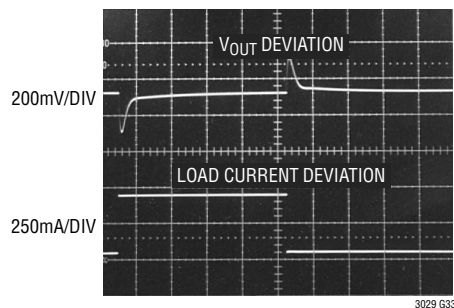 V_OUT DEVIATION
200mV/DIV
LOAD CURRENT DEVIATION
250mA/DIV
3029 G33